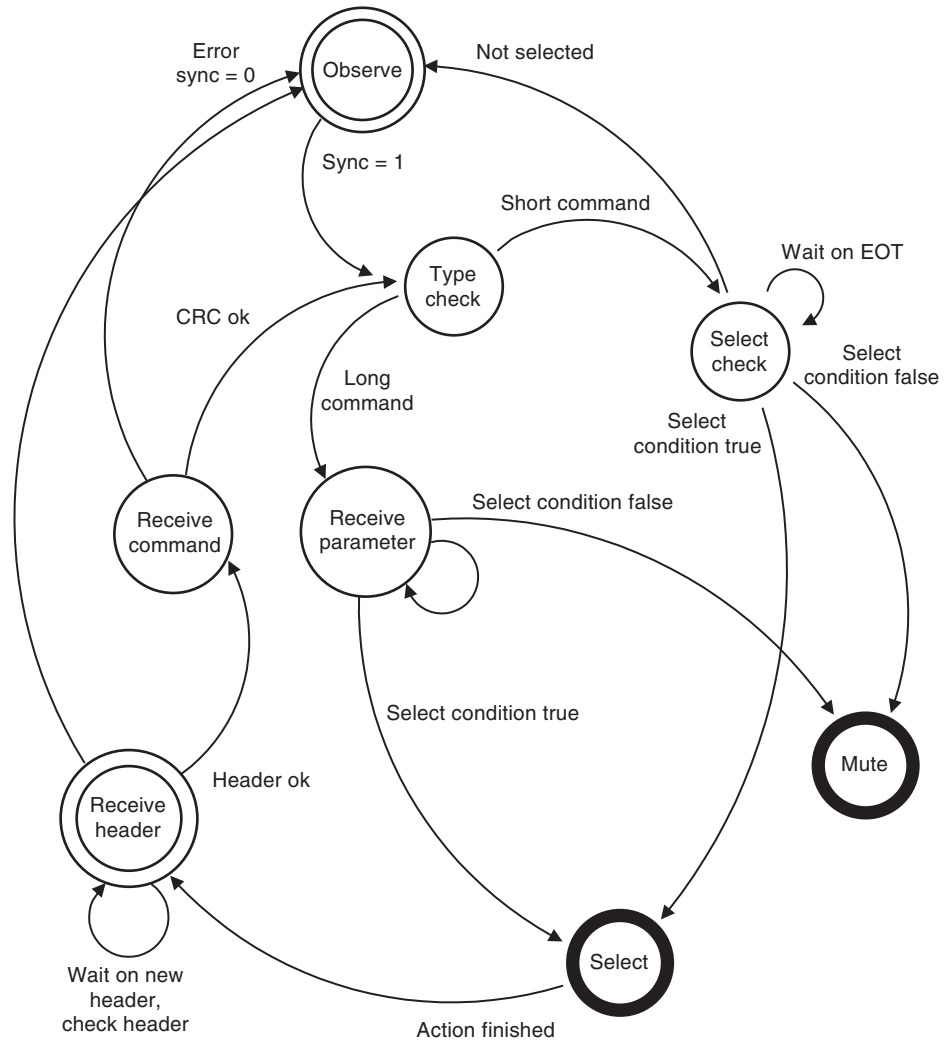 Error
sync = 0
Observe
Not selected
Sync = 1
Short command
Wait on EOT
Type
check
CRC ok
Select
check
Select
condition false
Long
command
Select
condition true
Receive
command
Receive
parameter
Select condition false
Select condition true
Mute
Header ok
Receive
header
Select
Wait on new
header,
check header
Action finished